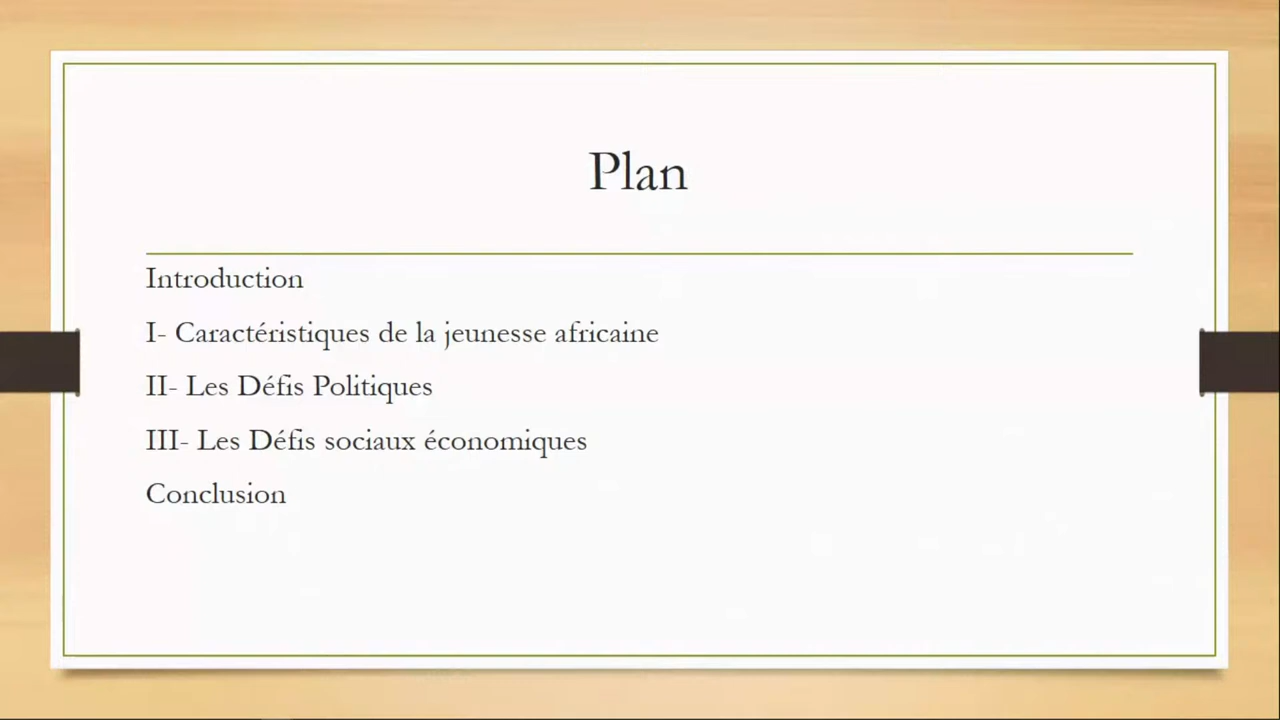 Plan
Introduction
I- Caractéristiques de la jeunesse africaine
II- Les Défis Politiques
III- Les Défis sociaux économiques
Conclusion